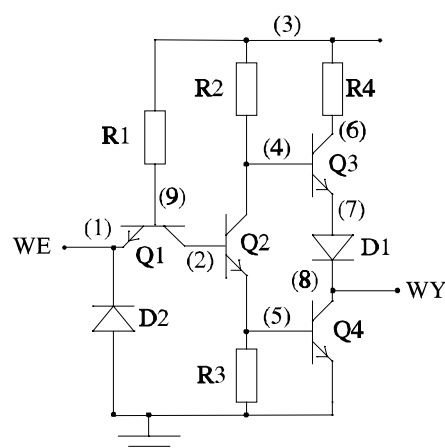 (3)
R2 R4
R1
(4) (6)
Q3
(9)
(1) (7)
WE Q1 (2) Q2 D1
(8) WY
D2 (5) Q4
R3